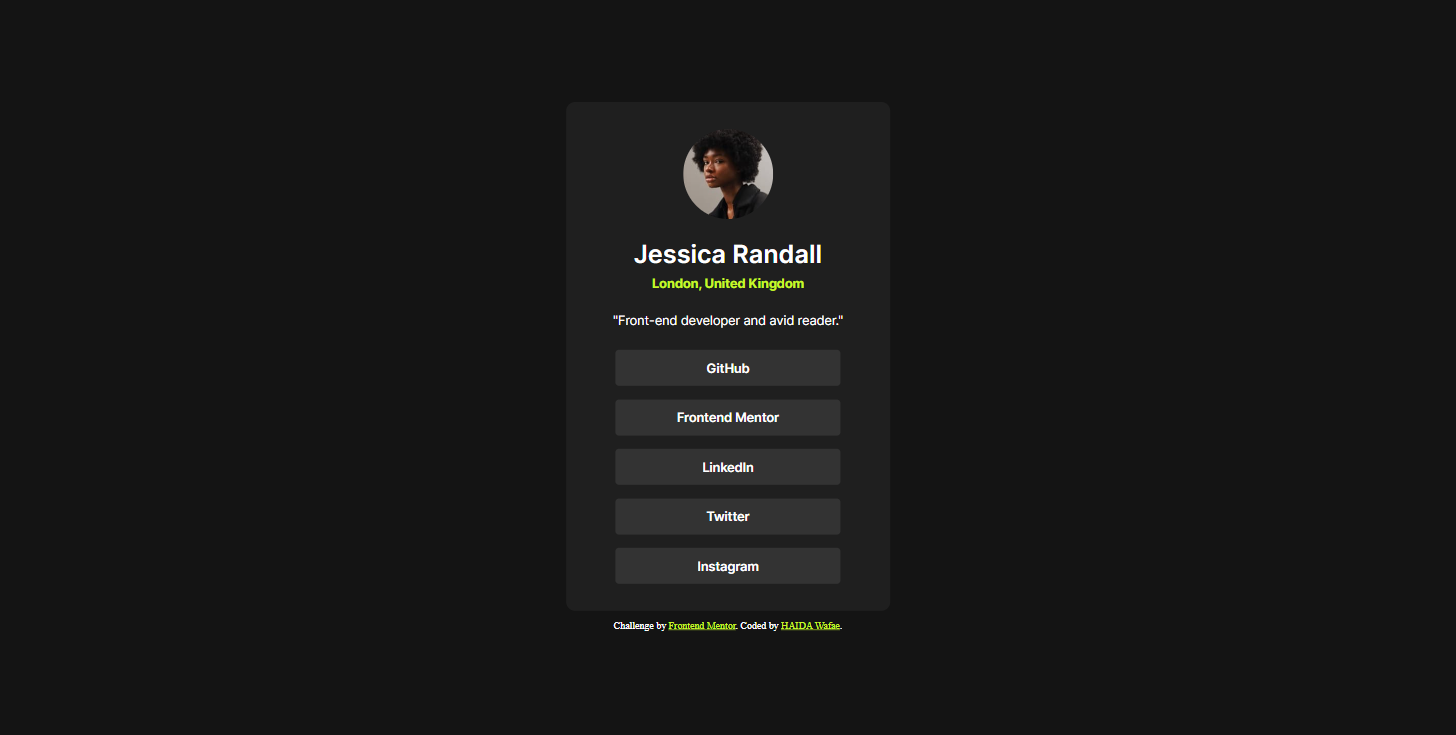 Jessica Randall
London, United Kingdom
"Front-end developer and avid reader."
GitHub
Frontend Mentor
LinkedIn
Twitter
Instagram
Challenge by Frontend Mentor. Coded by HAIDA Wafae.